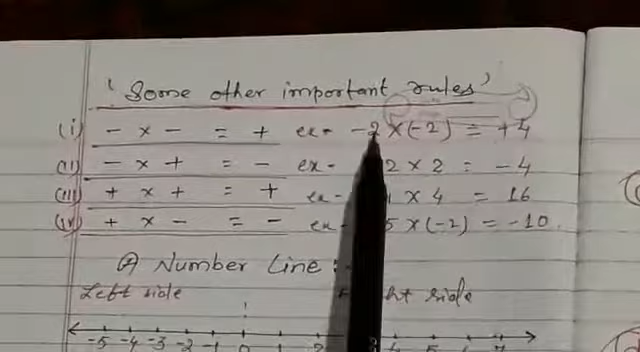 'Some other important rules'
(i) - x - = + ex- -2 x (-2) = +4
(ii) - x + = - ex- 2 x 2 = -4
(iii) + x + = + ex- x 4 = 16
(iv) + x - = - ex- 5 x (-2) = -10
(A) Number Line :-
Left side ht side
-5 -4 -3 -2 -1 0